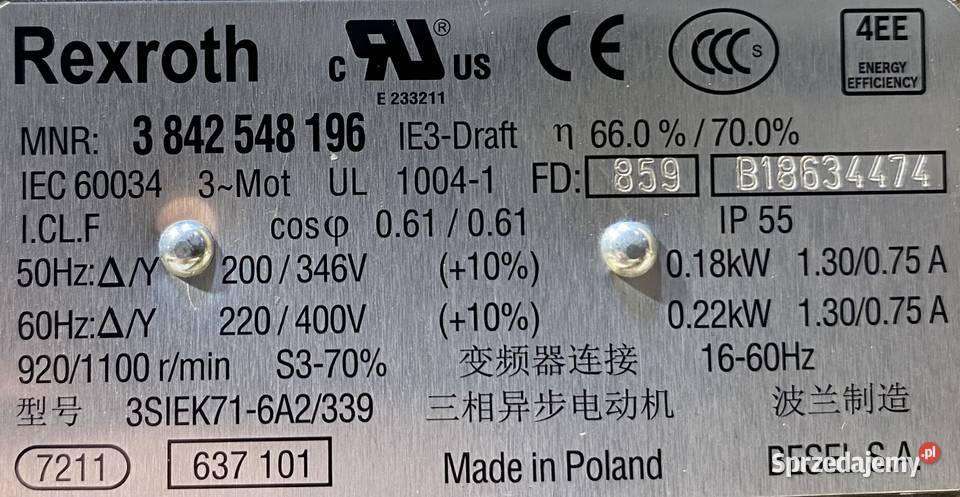 Rexroth c RU ® US CE CCC S 4EE
E 233211 ENERGY EFFICIENCY
MNR: 3 842 548 196 IE3-Draft η 66.0 % / 70.0%
IEC 60034 3~Mot UL 1004-1 FD: 859 B18634474
I.CL.F cosφ 0.61 / 0.61 IP 55
50Hz:Δ/Y 200 / 346V (+10%) 0.18kW 1.30/0.75 A
60Hz:Δ/Y 220 / 400V (+10%) 0.22kW 1.30/0.75 A
920/1100 r/min S3-70% 变频器连接 16-60Hz
型号 3SIEK71-6A2/339 三相异步电动机 波兰制造
7211 637 101 Made in Poland BESEL S.A.
Sprzedajemy .pl